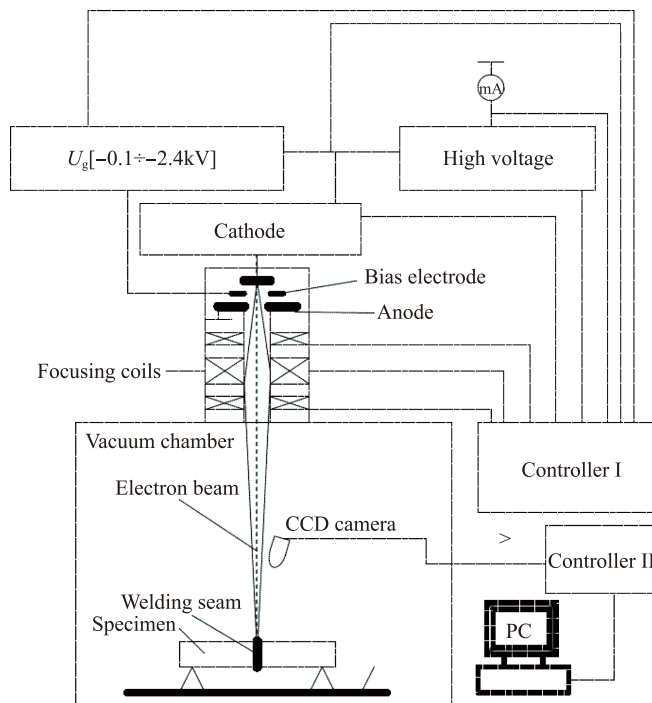 mA
Ug[−0.1÷−2.4kV]
High voltage
Cathode
Bias electrode
Anode
Focusing coils
Vacuum chamber
Electron beam
CCD camera
Controller I
>
Controller II
Welding seam
Specimen
PC